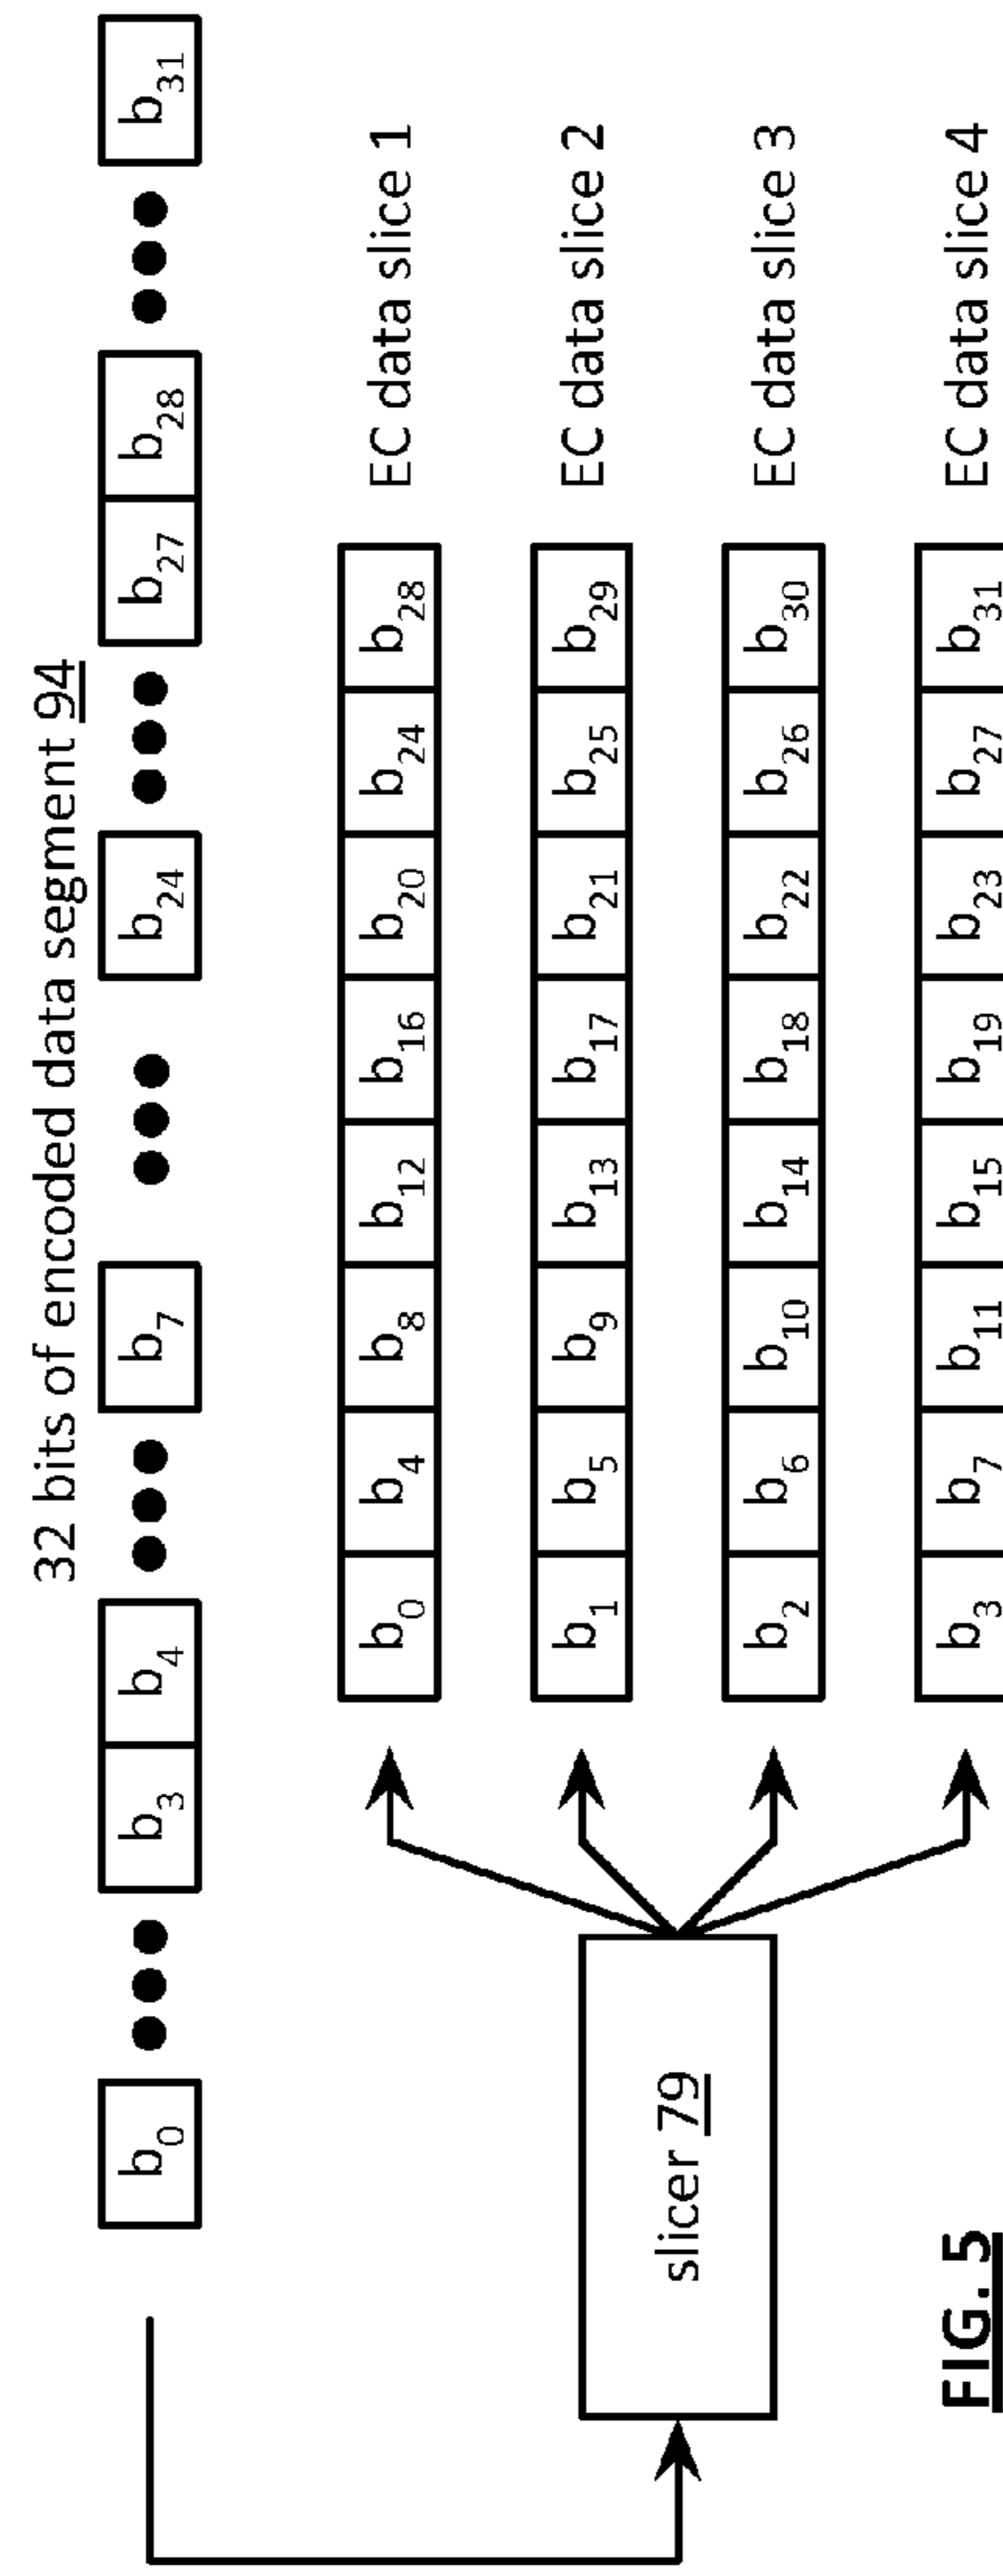 32 bits of encoded data segment 94
b0 ••• b3 b4 ••• b7 ••• b24 ••• b27 b28 ••• b31
b0 b4 b8 b12 b16 b20 b24 b28 EC data slice 1
b1 b5 b9 b13 b17 b21 b25 b29 EC data slice 2
slicer 79
b2 b6 b10 b14 b18 b22 b26 b30 EC data slice 3
b3 b7 b11 b15 b19 b23 b27 b31 EC data slice 4
FIG. 5